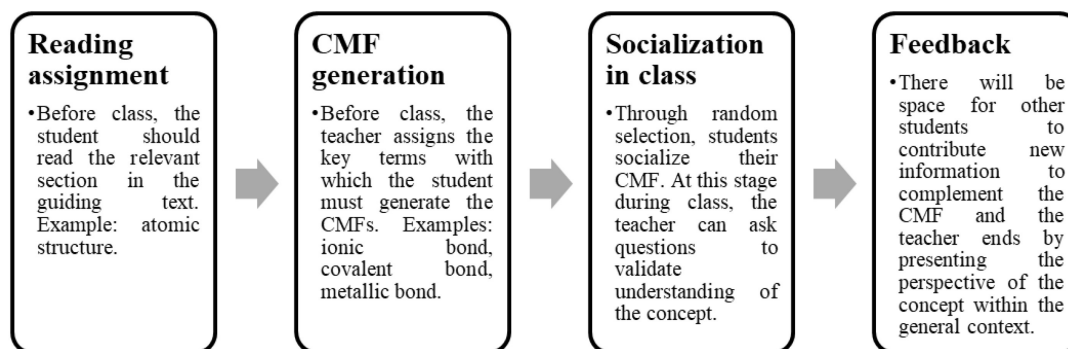 Reading
assignment
•Before class, the
student should
read the relevant
section in the
guiding text.
Example: atomic
structure.
CMF
generation
•Before class, the
teacher assigns the
key terms with
which the student
must generate the
CMFs. Examples:
ionic bond,
covalent bond,
metallic bond.
Socialization
in class
•Through random
selection, students
socialize their
CMF. At this stage
during class, the
teacher can ask
questions to
validate
understanding of
the concept.
Feedback
•There will be
space for other
students to
contribute new
information to
complement the
CMF and the
teacher ends by
presenting the
perspective of the
concept within the
general context.